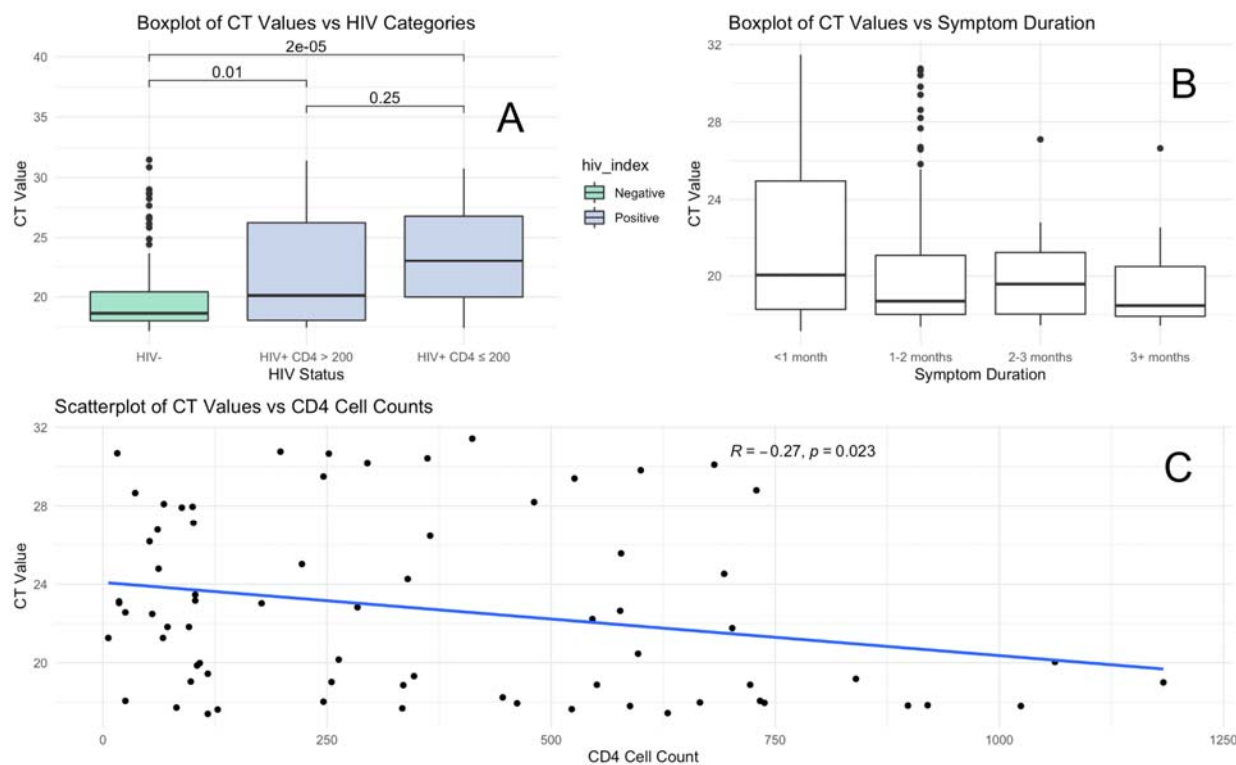 Boxplot of CT Values vs HIV Categories
40
35
30
25
20
CT Value
2e-05
0.01
0.25
A
HIV-
HIV+ CD4 > 200
HIV+ CD4 ≤ 200
HIV Status
hiv_index
Negative
Positive
Boxplot of CT Values vs Symptom Duration
32
28
24
20
CT Value
B
<1 month
1-2 months
2-3 months
3+ months
Symptom Duration
Scatterplot of CT Values vs CD4 Cell Counts
32
28
24
20
CT Value
R = −0.27, p = 0.023
C
0
250
500
750
1000
1250
CD4 Cell Count